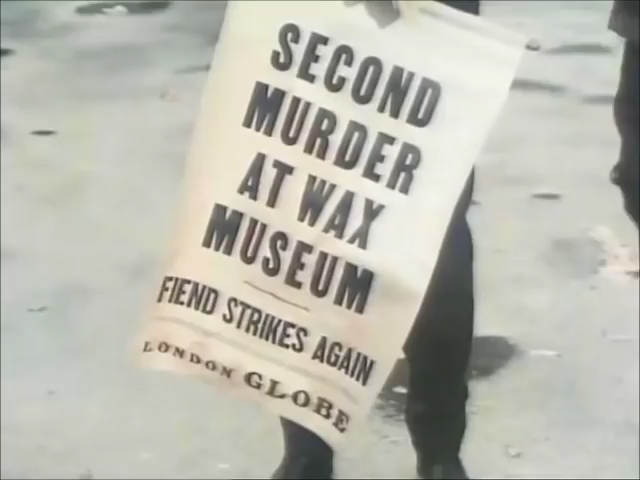 SECOND
MURDER
AT WAX
MUSEUM
FIEND STRIKES AGAIN
LONDON GLOBE